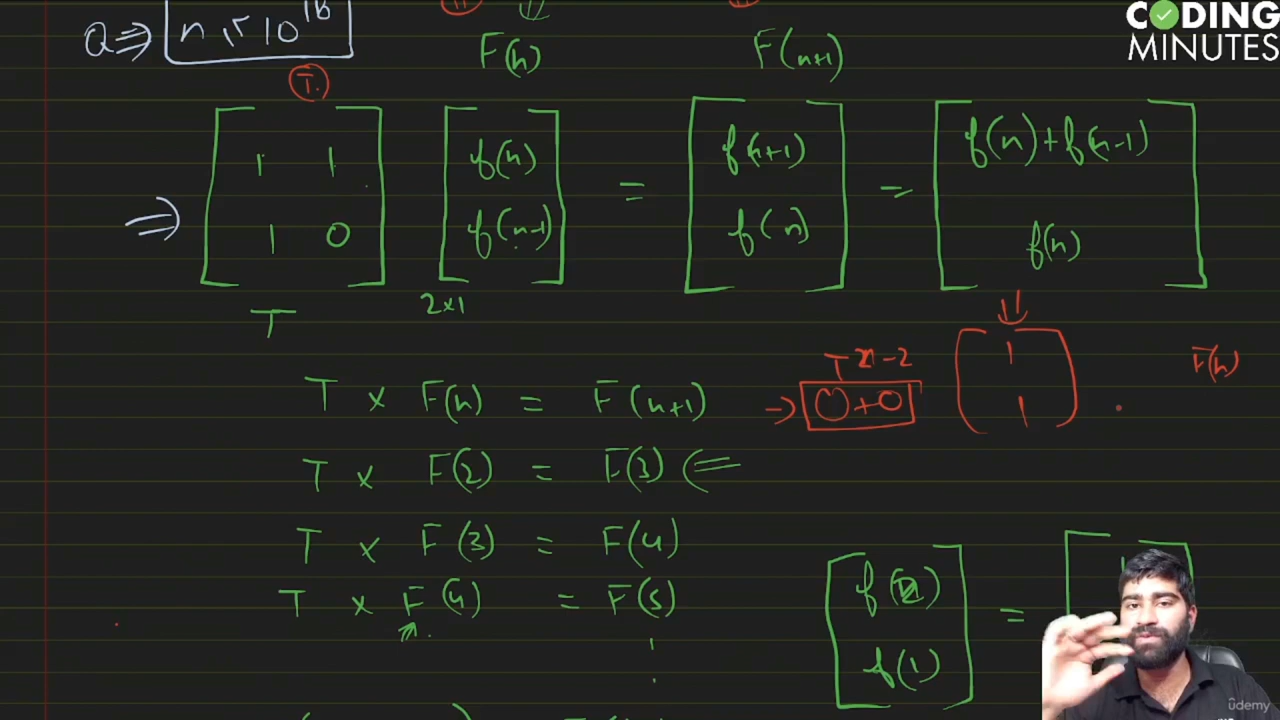 CODING
MINUTES
Q ⇒ n ≤ 10^18
F(n) F(n+1)
T
⇒ [ 1 1 ] [ f(n) ] = [ f(n+1) ] = [ f(n) + f(n-1) ]
[ 1 0 ] [ f(n-1) ] [ f(n) ] [ f(n) ]
T 2x1
T x F(n) = F(n+1)
T^n-2 ( 1 1 ) F(n)
→ 0+0
T x F(2) = F(3) ⇐
T x F(3) = F(4)
T x F(4) = F(5)
[ f(2) ] = [ 1
[ f(1) ]
udemy